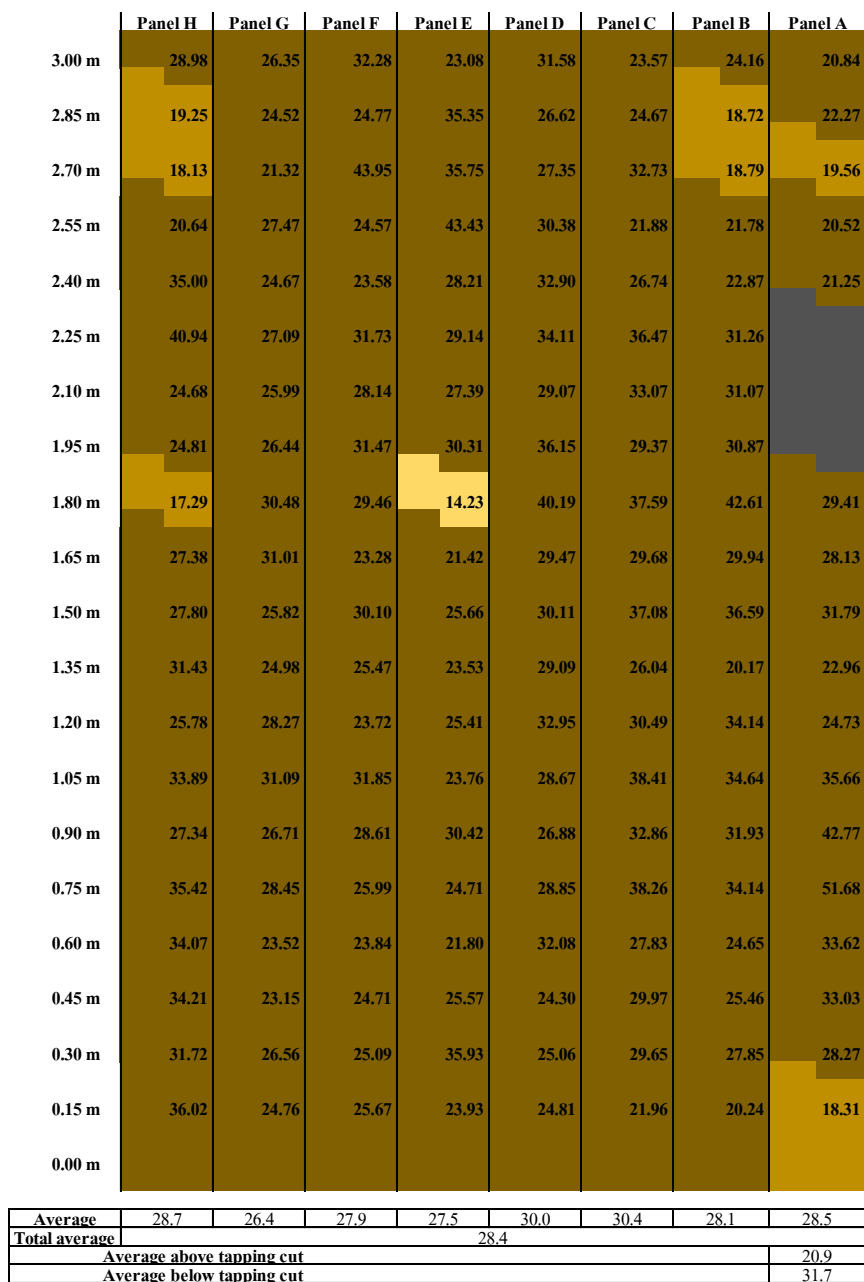 Panel H Panel G Panel F Panel E Panel D Panel C Panel B Panel A
3.00 m 28.98 26.35 32.28 23.08 31.58 23.57 24.16 20.84
2.85 m 19.25 24.52 24.77 35.35 26.62 24.67 18.72 22.27
2.70 m 18.13 21.32 43.95 35.75 27.35 32.73 18.79 19.56
2.55 m 20.64 27.47 24.57 43.43 30.38 21.88 21.78 20.52
2.40 m 35.00 24.67 23.58 28.21 32.90 26.74 22.87 21.25
2.25 m 40.94 27.09 31.73 29.14 34.11 36.47 31.26
2.10 m 24.68 25.99 28.14 27.39 29.07 33.07 31.07
1.95 m 24.81 26.44 31.47 30.31 36.15 29.37 30.87
1.80 m 17.29 30.48 29.46 14.23 40.19 37.59 42.61 29.41
1.65 m 27.38 31.01 23.28 21.42 29.47 29.68 29.94 28.13
1.50 m 27.80 25.82 30.10 25.66 30.11 37.08 36.59 31.79
1.35 m 31.43 24.98 25.47 23.53 29.09 26.04 20.17 22.96
1.20 m 25.78 28.27 23.72 25.41 32.95 30.49 34.14 24.73
1.05 m 33.89 31.09 31.85 23.76 28.67 38.41 34.64 35.66
0.90 m 27.34 26.71 28.61 30.42 26.88 32.86 31.93 42.77
0.75 m 35.42 28.45 25.99 24.71 28.85 38.26 34.14 51.68
0.60 m 34.07 23.52 23.84 21.80 32.08 27.83 24.65 33.62
0.45 m 34.21 23.15 24.71 25.57 24.30 29.97 25.46 33.03
0.30 m 31.72 26.56 25.09 35.93 25.06 29.65 27.85 28.27
0.15 m 36.02 24.76 25.67 23.93 24.81 21.96 20.24 18.31
0.00 m
Average 28.7 26.4 27.9 27.5 30.0 30.4 28.1 28.5
Total average 28.4
Average above tapping cut 20.9
Average below tapping cut 31.7